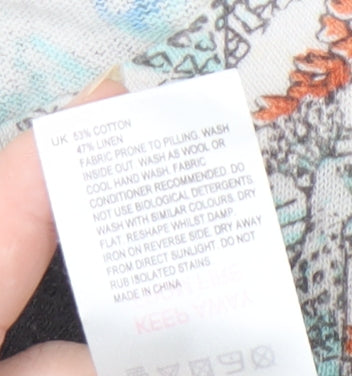 UK 53% COTTON
47% LINEN
FABRIC PRONE TO PILLING. WASH
INSIDE OUT. WASH AS WOOL OR
COOL HAND WASH. FABRIC
CONDITIONER RECOMMENDED. DO
NOT USE BIOLOGICAL DETERGENTS.
WASH WITH SIMILAR COLOURS. DRY
FLAT. RESHAPE WHILST DAMP.
IRON ON REVERSE SIDE. DRY AWAY
FROM DIRECT SUNLIGHT. DO NOT
RUB ISOLATED STAINS
MADE IN CHINA
KEEP AWAY